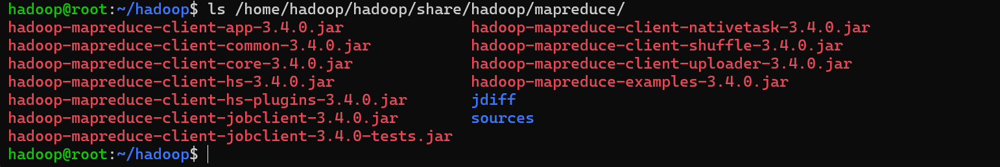 hadoop@root:~/hadoop$ ls /home/hadoop/hadoop/share/hadoop/mapreduce/
hadoop-mapreduce-client-app-3.4.0.jar hadoop-mapreduce-client-nativetask-3.4.0.jar
hadoop-mapreduce-client-common-3.4.0.jar hadoop-mapreduce-client-shuffle-3.4.0.jar
hadoop-mapreduce-client-core-3.4.0.jar hadoop-mapreduce-client-uploader-3.4.0.jar
hadoop-mapreduce-client-hs-3.4.0.jar hadoop-mapreduce-examples-3.4.0.jar
hadoop-mapreduce-client-hs-plugins-3.4.0.jar jdiff
hadoop-mapreduce-client-jobclient-3.4.0.jar sources
hadoop-mapreduce-client-jobclient-3.4.0-tests.jar
hadoop@root:~/hadoop$